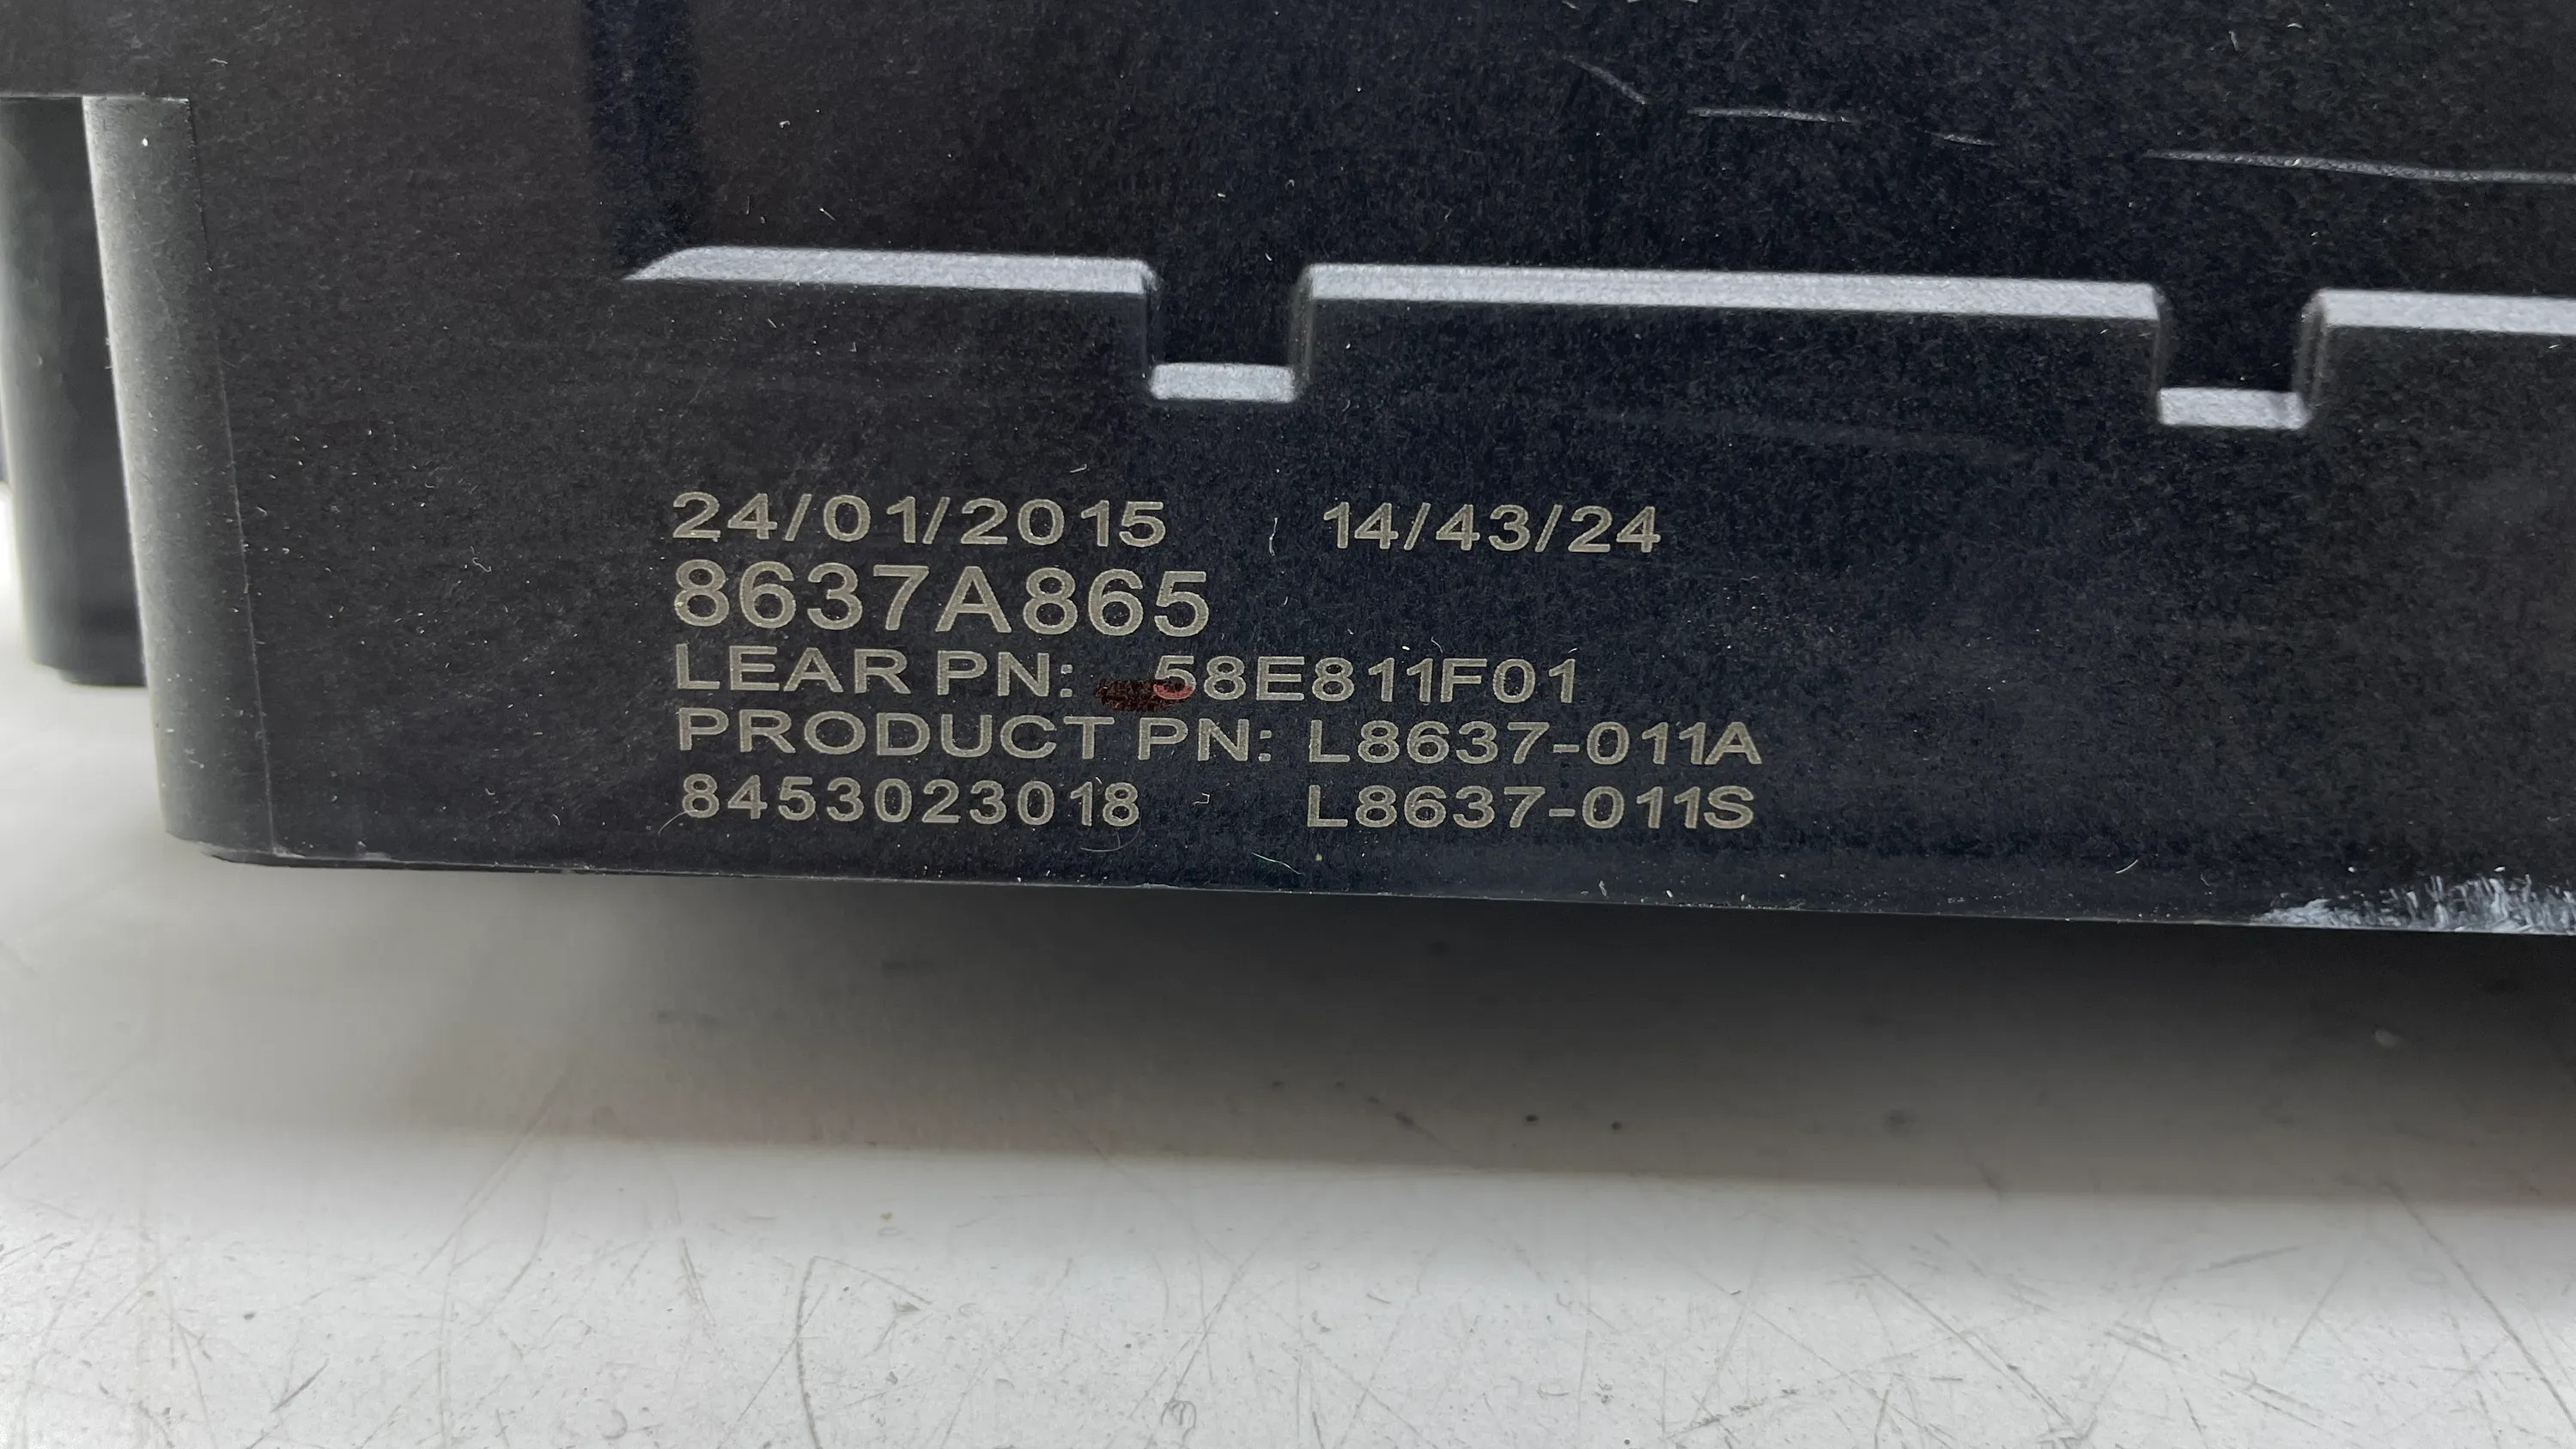 24/01/2015 14/43/24
8637A865
LEAR PN: 58E811F01
PRODUCT PN: L8637-011A
8453023018 L8637-011S